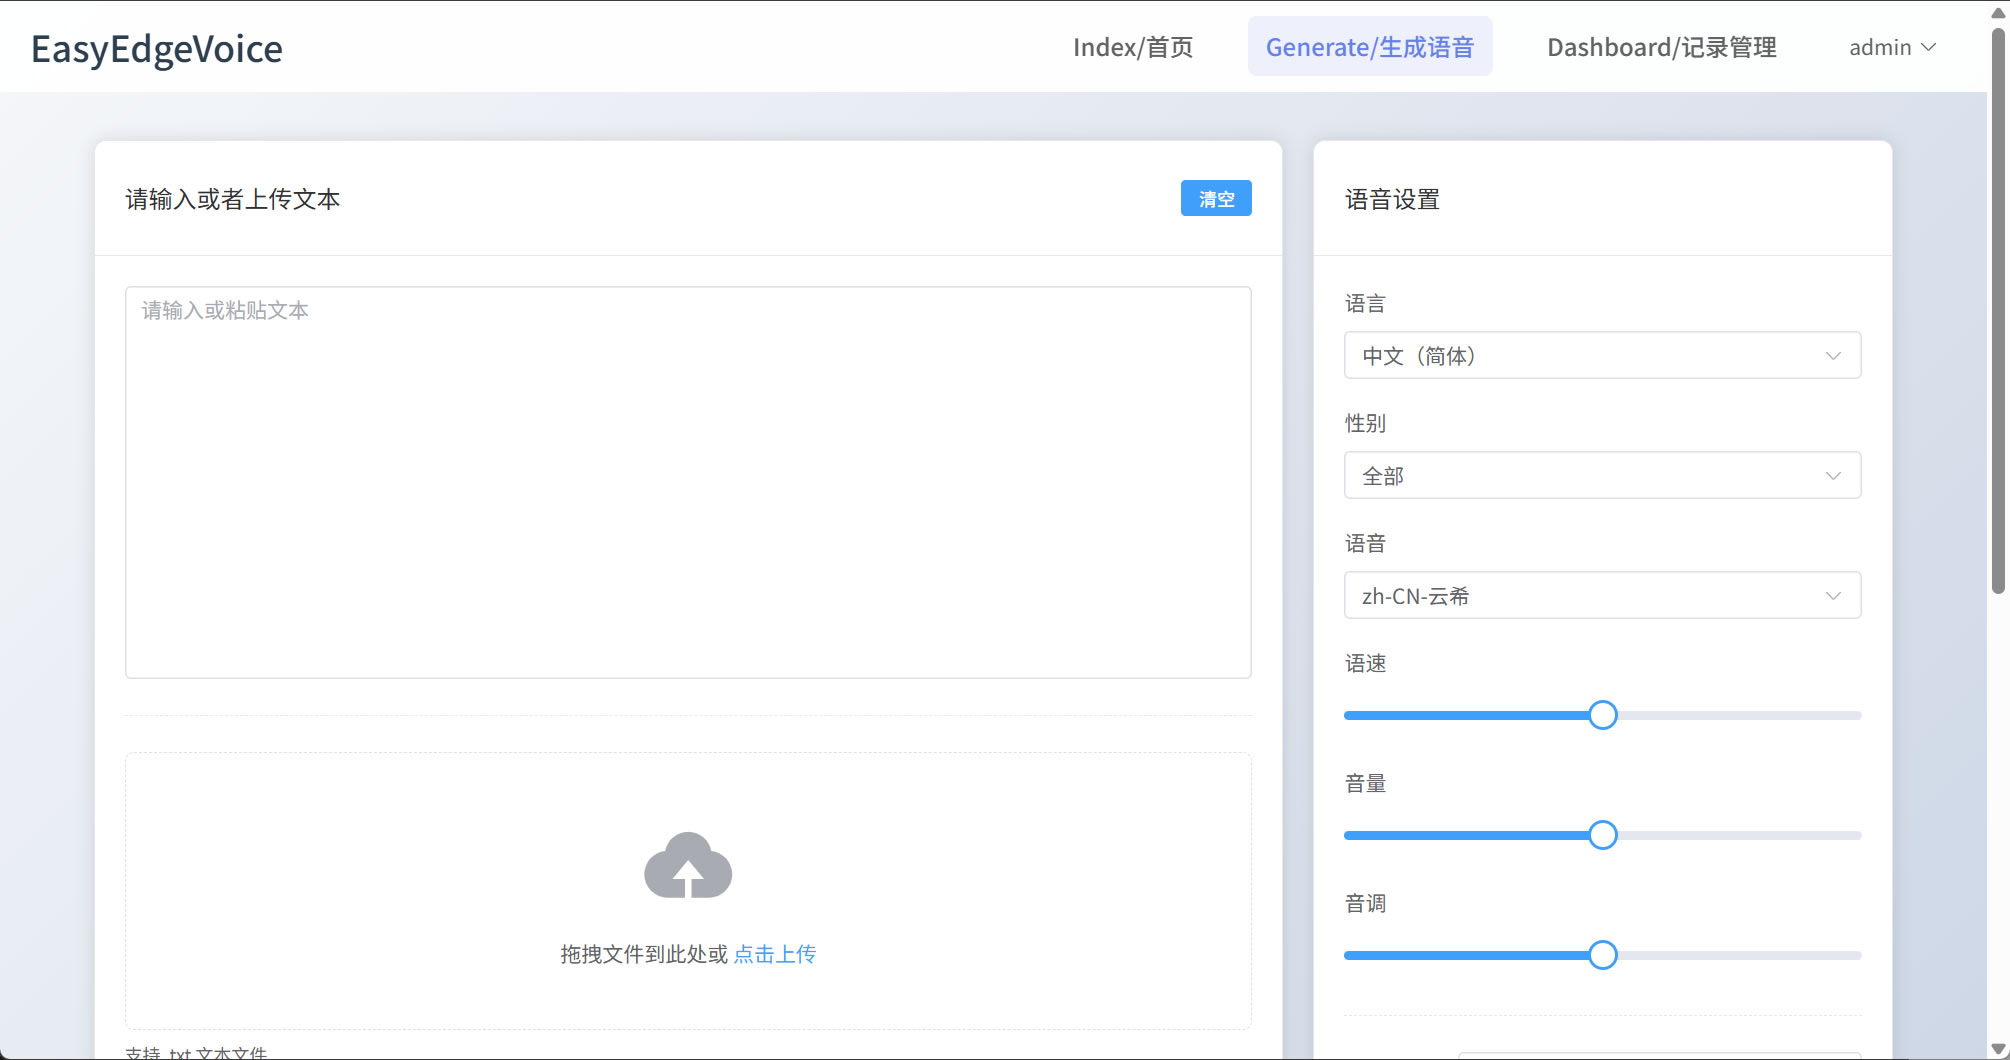 EasyEdgeVoice
Index/首页
Generate/生成语音
Dashboard/记录管理
admin
请输入或者上传文本
清空
请输入或粘贴文本
拖拽文件到此处或 点击上传
支持 .txt 文本文件
语音设置
语言
中文（简体）
性别
全部
语音
zh-CN-云希
语速
音量
音调